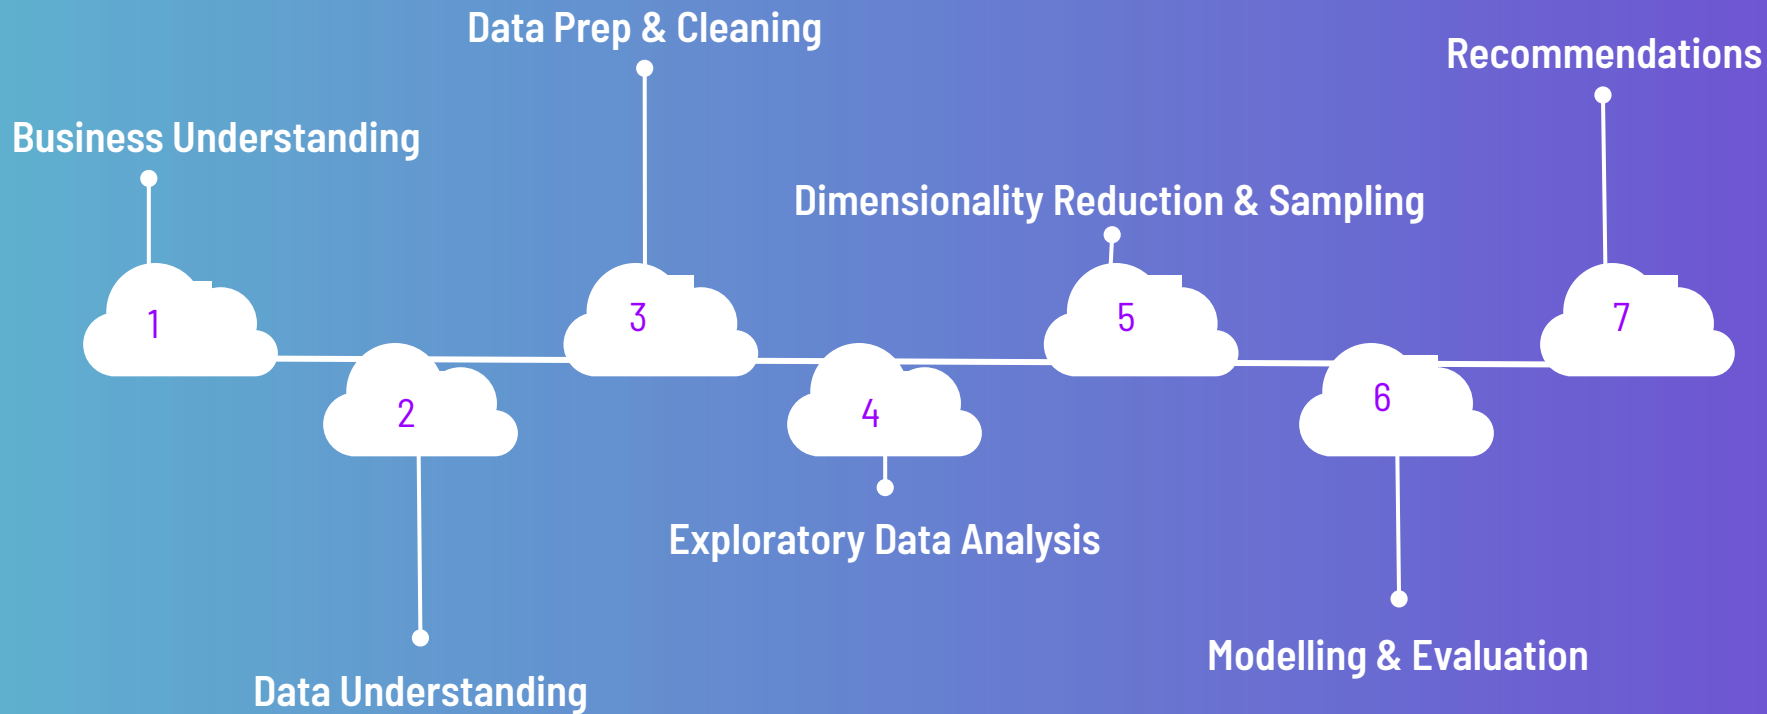 Business Understanding
1
2
Data Understanding
Data Prep & Cleaning
3
4
Exploratory Data Analysis
Dimensionality Reduction & Sampling
5
6
Modelling & Evaluation
Recommendations
7